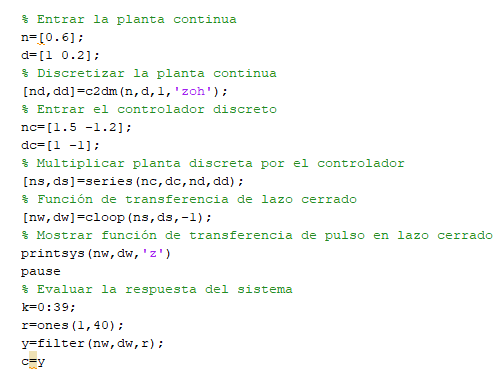 % Entrar la planta continua
n=[0.6];
d=[1 0.2];
% Discretizar la planta continua
[nd,dd]=c2dm(n,d,1,'zoh');
% Entrar el controlador discreto
nc=[1.5 -1.2];
dc=[1 -1];
% Multiplicar planta discreta por el controlador
[ns,ds]=series(nc,dc,nd,dd);
% Función de transferencia de lazo cerrado
[nw,dw]=cloop(ns,ds,-1);
% Mostrar función de transferencia de pulso en lazo cerrado
printsys(nw,dw,'z')
pause
% Evaluar la respuesta del sistema
k=0:39;
r=ones(1,40);
y=filter(nw,dw,r);
c=y